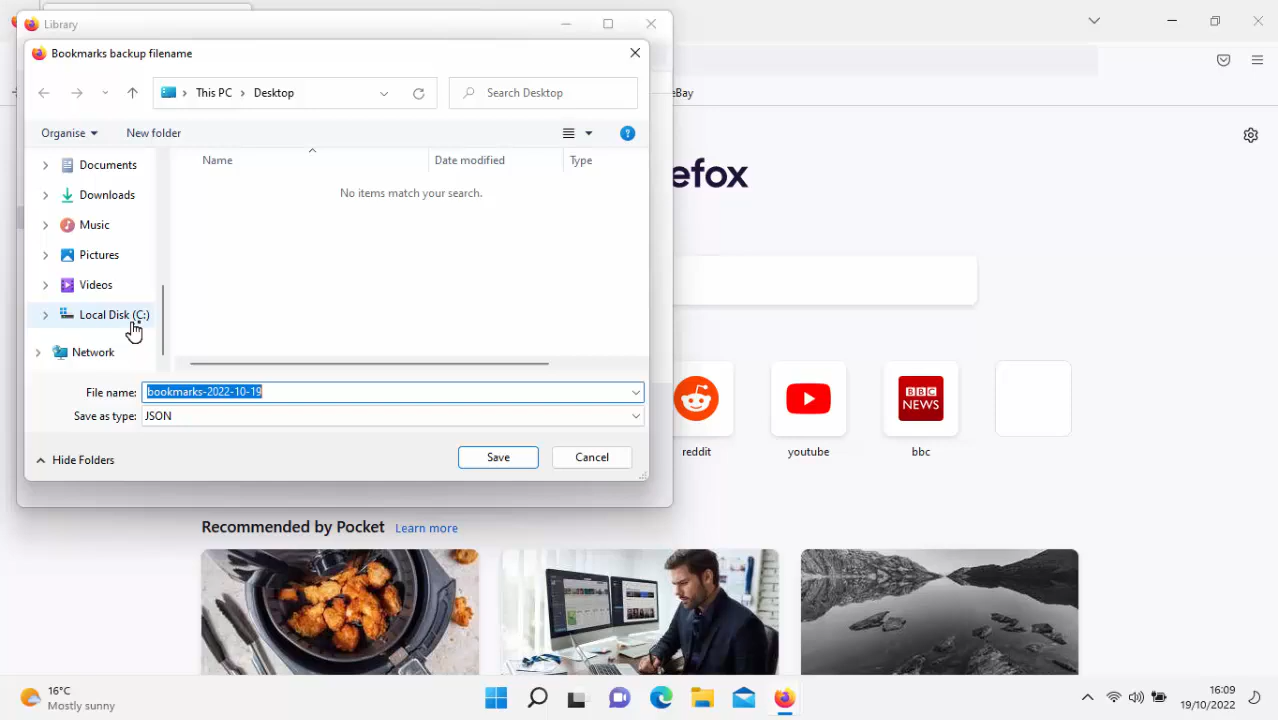 Library
Bookmarks backup filename
This PC
Desktop
Search Desktop
eBay
Organise
New folder
Name
Date modified
Type
Documents
No items match your search.
efox
Downloads
Music
Pictures
Videos
Local Disk (C:)
Network
File name:
bookmarks-2022-10-19
Save as type:
JSON
BBC
NEWS
Hide Folders
Save
Cancel
reddit
youtube
bbc
Recommended by Pocket
Learn more
16°C
Mostly sunny
16:09
19/10/2022